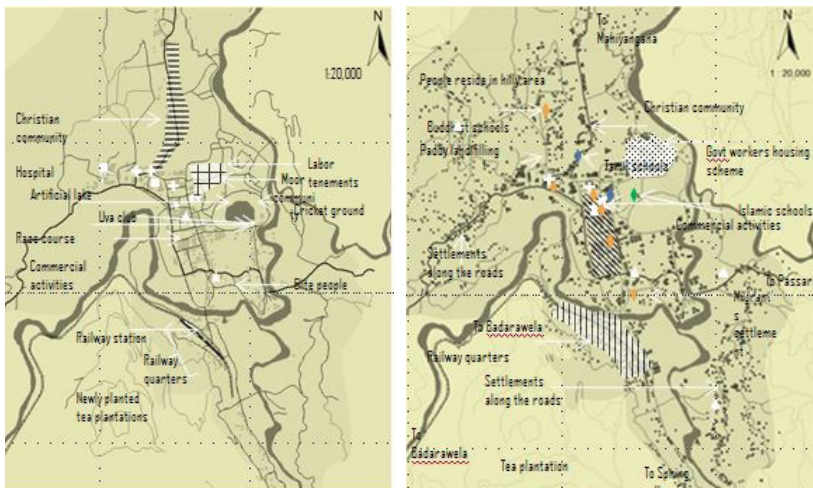 N
1:20,000
Christian
community
Hospital
Artificial lake
Labor
tenements
Moor
communi
ty
Cricket ground
Uva club
Race course
Commercial
activities
Elite people
Railway station
Railway
quarters
Newly planted
tea plantations
N
1 : 20,000
To
Mahiyangana
People reside in hilly area
Christian community
Buddhist schools
Paddy land filling
Tamil schools
Govt workers housing
scheme
Islamic schools
Commercial activities
Settlements
along the roads
To Passar
Migrant
s
settleme
nt
To Badarawela
Railway quarters
Settlements
along the roads
To
Badarawela
Tea plantation
To Spring